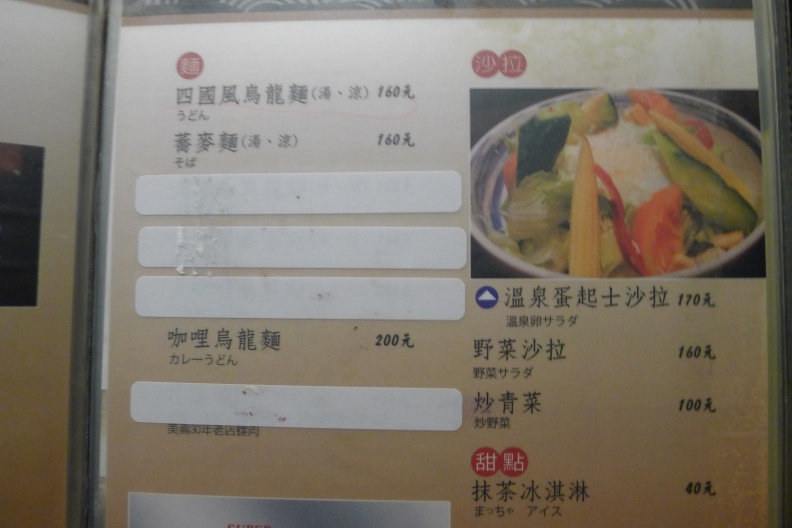 麵
四國風烏龍麵(湯、涼) 160元
うどん
蕎麥麵(湯、涼) 160元
そば
咖哩烏龍麵 200元
カレーうどん
沙拉
溫泉蛋起士沙拉 170元
溫泉卵サラダ
野菜沙拉 160元
野菜サラダ
炒青菜 100元
炒野菜
甜點
抹茶冰淇淋 40元
まっちゃ アイス